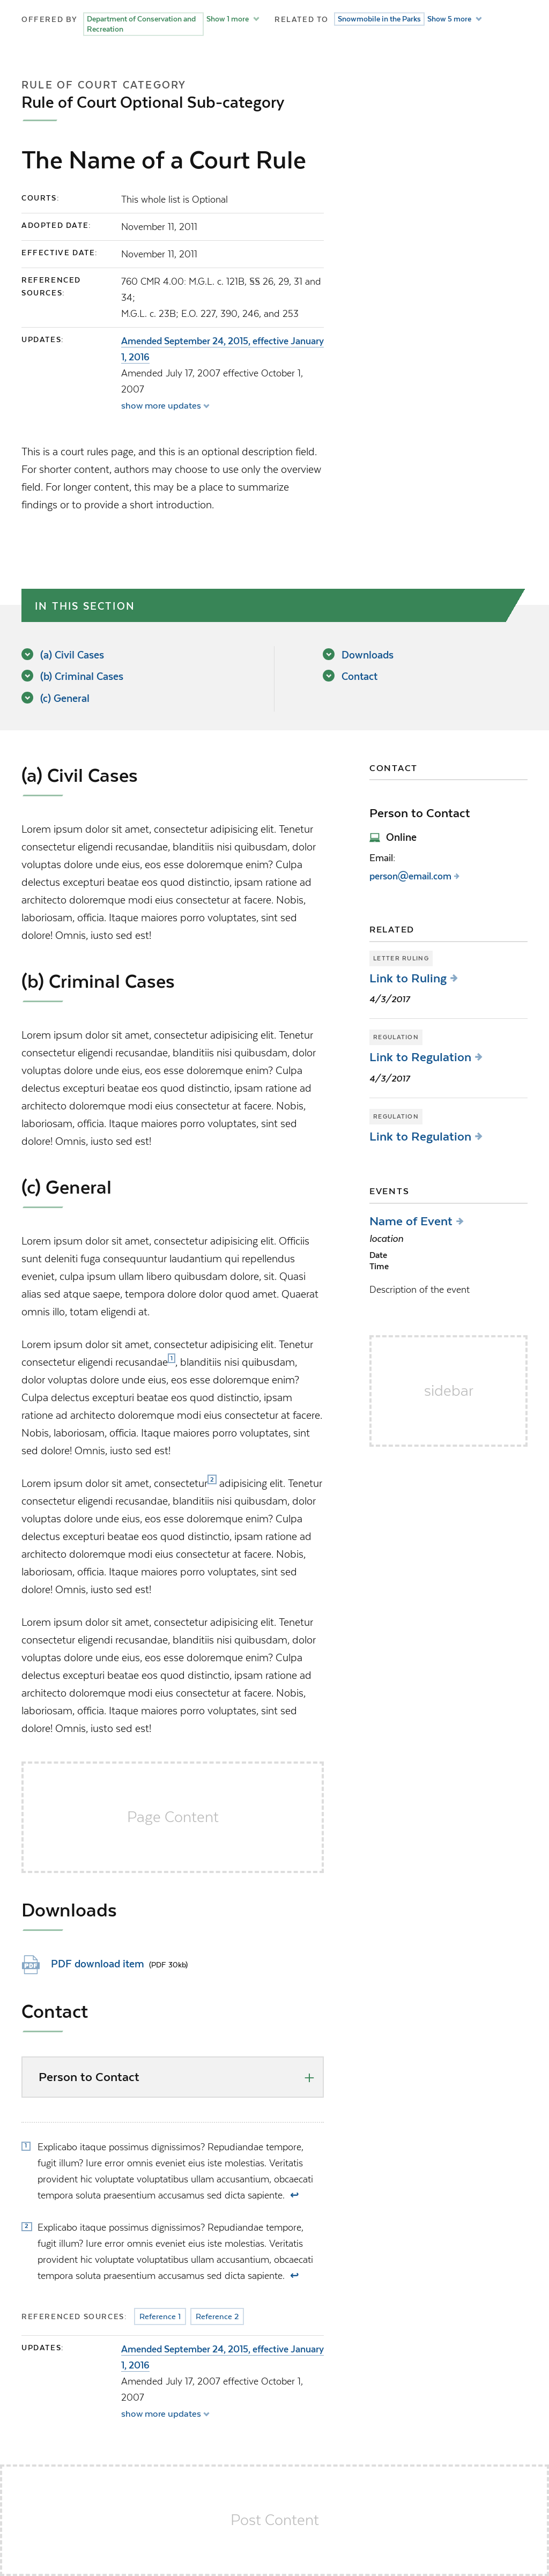 OFFERED BY Department of Conservation and Recreation Show 1 more RELATED TO Snowmobile in the Parks Show 5 more
RULE OF COURT CATEGORY
Rule of Court Optional Sub-category
The Name of a Court Rule
COURTS: This whole list is Optional
ADOPTED DATE: November 11, 2011
EFFECTIVE DATE: November 11, 2011
REFERENCED SOURCES: 760 CMR 4.00: M.G.L. c. 121B, §§ 26, 29, 31 and
34;
M.G.L. c. 23B; E.O. 227, 390, 246, and 253
UPDATES: Amended September 24, 2015, effective January
1, 2016
Amended July 17, 2007 effective October 1,
2007
show more updates
This is a court rules page, and this is an optional description field.
For shorter content, authors may choose to use only the overview
field. For longer content, this may be a place to summarize
findings or to provide a short introduction.
IN THIS SECTION
(a) Civil Cases
(b) Criminal Cases
(c) General
Downloads
Contact
(a) Civil Cases
Lorem ipsum dolor sit amet, consectetur adipisicing elit. Tenetur
consectetur eligendi recusandae, blanditiis nisi quibusdam, dolor
voluptas dolore unde eius, eos esse doloremque enim? Culpa
delectus excepturi beatae eos quod distinctio, ipsam ratione ad
architecto doloremque modi eius consectetur at facere. Nobis,
laboriosam, officia. Itaque maiores porro voluptates, sint sed
dolore! Omnis, iusto sed est!
(b) Criminal Cases
Lorem ipsum dolor sit amet, consectetur adipisicing elit. Tenetur
consectetur eligendi recusandae, blanditiis nisi quibusdam, dolor
voluptas dolore unde eius, eos esse doloremque enim? Culpa
delectus excepturi beatae eos quod distinctio, ipsam ratione ad
architecto doloremque modi eius consectetur at facere. Nobis,
laboriosam, officia. Itaque maiores porro voluptates, sint sed
dolore! Omnis, iusto sed est!
(c) General
Lorem ipsum dolor sit amet, consectetur adipisicing elit. Officiis
sunt deleniti fuga consequuntur laudantium qui repellendus
eveniet, culpa ipsum ullam libero quibusdam dolore, sit. Quasi
alias sed atque saepe, tempora dolore dolor quod amet. Quaerat
omnis illo, totam eligendi at.
Lorem ipsum dolor sit amet, consectetur adipisicing elit. Tenetur
consectetur eligendi recusandae1, blanditiis nisi quibusdam,
dolor voluptas dolore unde eius, eos esse doloremque enim?
Culpa delectus excepturi beatae eos quod distinctio, ipsam
ratione ad architecto doloremque modi eius consectetur at facere.
Nobis, laboriosam, officia. Itaque maiores porro voluptates, sint
sed dolore! Omnis, iusto sed est!
Lorem ipsum dolor sit amet, consectetur2 adipisicing elit. Tenetur
consectetur eligendi recusandae, blanditiis nisi quibusdam, dolor
voluptas dolore unde eius, eos esse doloremque enim? Culpa
delectus excepturi beatae eos quod distinctio, ipsam ratione ad
architecto doloremque modi eius consectetur at facere. Nobis,
laboriosam, officia. Itaque maiores porro voluptates, sint sed
dolore! Omnis, iusto sed est!
Lorem ipsum dolor sit amet, consectetur adipisicing elit. Tenetur
consectetur eligendi recusandae, blanditiis nisi quibusdam, dolor
voluptas dolore unde eius, eos esse doloremque enim? Culpa
delectus excepturi beatae eos quod distinctio, ipsam ratione ad
architecto doloremque modi eius consectetur at facere. Nobis,
laboriosam, officia. Itaque maiores porro voluptates, sint sed
dolore! Omnis, iusto sed est!
Page Content
Downloads
PDF PDF download item (PDF 30kb)
Contact
Person to Contact
1 Explicabo itaque possimus dignissimos? Repudiandae tempore,
fugit illum? Iure error omnis eveniet eius iste molestias. Veritatis
provident hic voluptate voluptatibus ullam accusantium, obcaecati
tempora soluta praesentium accusamus sed dicta sapiente. ↩
2 Explicabo itaque possimus dignissimos? Repudiandae tempore,
fugit illum? Iure error omnis eveniet eius iste molestias. Veritatis
provident hic voluptate voluptatibus ullam accusantium, obcaecati
tempora soluta praesentium accusamus sed dicta sapiente. ↩
REFERENCED SOURCES: Reference 1 Reference 2
UPDATES: Amended September 24, 2015, effective January
1, 2016
Amended July 17, 2007 effective October 1,
2007
show more updates
CONTACT
Person to Contact
Online
Email:
person@email.com
RELATED
LETTER RULING
Link to Ruling
4/3/2017
REGULATION
Link to Regulation
4/3/2017
REGULATION
Link to Regulation
EVENTS
Name of Event
location
Date
Time
Description of the event
sidebar
Post Content